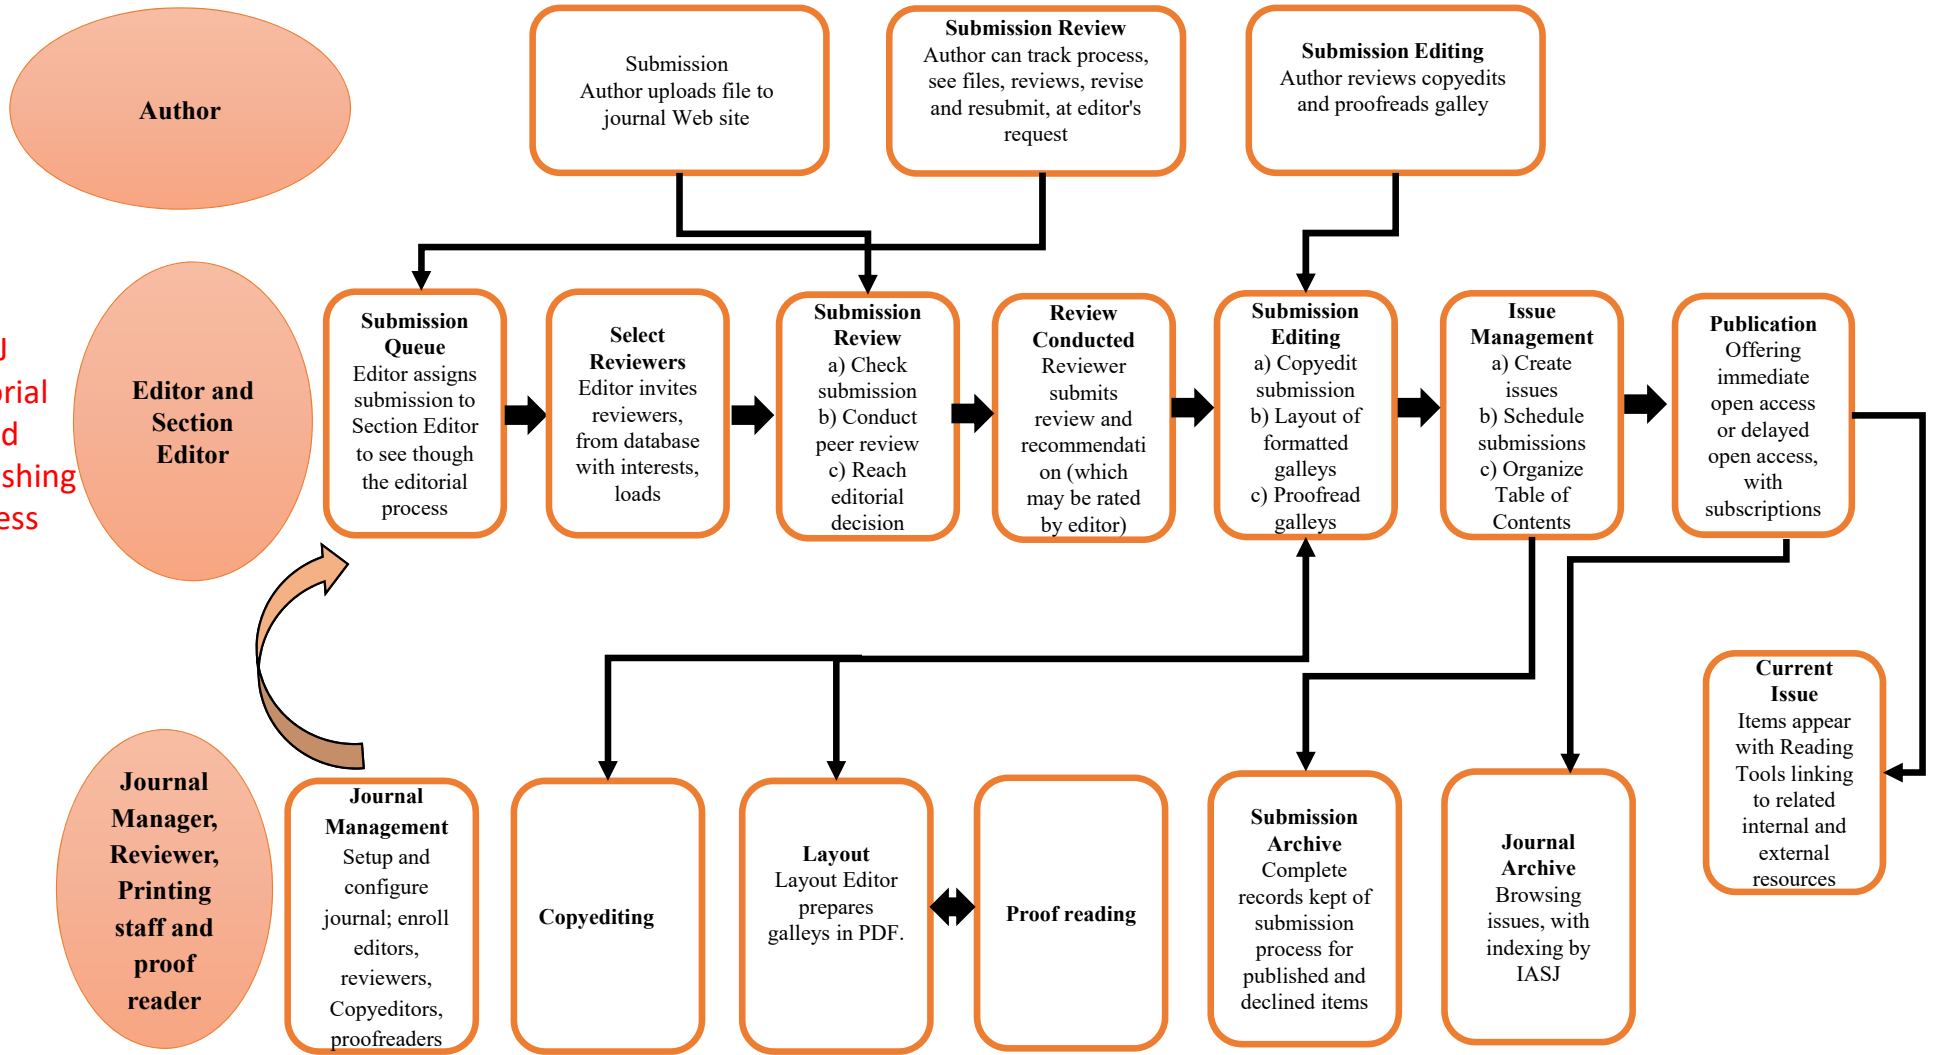 Author
Submission
Author uploads file to
journal Web site
Submission Review
Author can track process,
see files, reviews, revise
and resubmit, at editor's
request
Submission Editing
Author reviews copyedits
and proofreads galley
J
orial
d
shing
ess
Editor and
Section
Editor
Submission
Queue
Editor assigns
submission to
Section Editor
to see though
the editorial
process
Select
Reviewers
Editor invites
reviewers,
from database
with interests,
loads
Submission
Review
a) Check
submission
b) Conduct
peer review
c) Reach
editorial
decision
Review
Conducted
Reviewer
submits
review and
recommendati
on (which
may be rated
by editor)
Submission
Editing
a) Copyedit
submission
b) Layout of
formatted
galleys
c) Proofread
galleys
Issue
Management
a) Create
issues
b) Schedule
submissions
c) Organize
Table of
Contents
Publication
Offering
immediate
open access
or delayed
open access,
with
subscriptions
Current
Issue
Items appear
with Reading
Tools linking
to related
internal and
external
resources
Journal
Manager,
Reviewer,
Printing
staff and
proof
reader
Journal
Management
Setup and
configure
journal; enroll
editors,
reviewers,
Copyeditors,
proofreaders
Copyediting
Layout
Layout Editor
prepares
galleys in PDF.
Proof reading
Submission
Archive
Complete
records kept of
submission
process for
published and
declined items
Journal
Archive
Browsing
issues, with
indexing by
IASJ